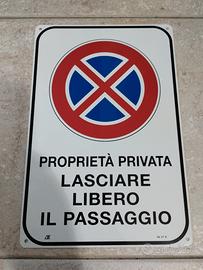 PROPRIETÀ PRIVATA
LASCIARE
LIBERO
IL PASSAGGIO